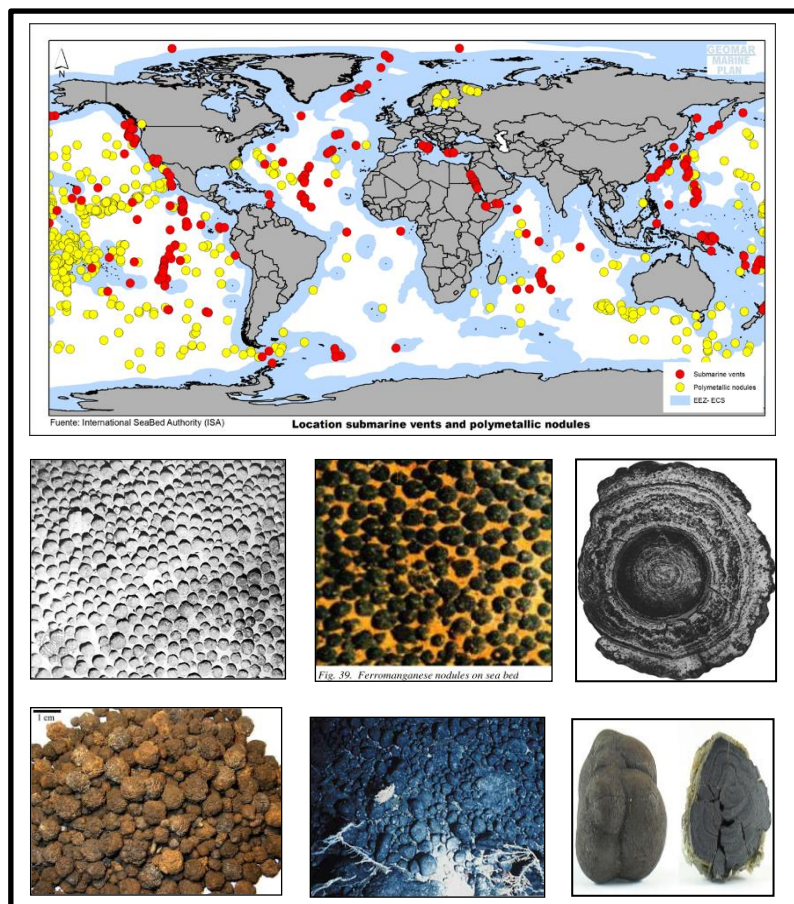 GEOMAR
MARINE
PLAN
N
Submarine vents
Polymetallic nodules
EEZ- ECS
Fuente: International SeaBed Authority (ISA)
Location submarine vents and polymetallic nodules
Fig. 39. Ferromanganese nodules on sea bed
1 cm